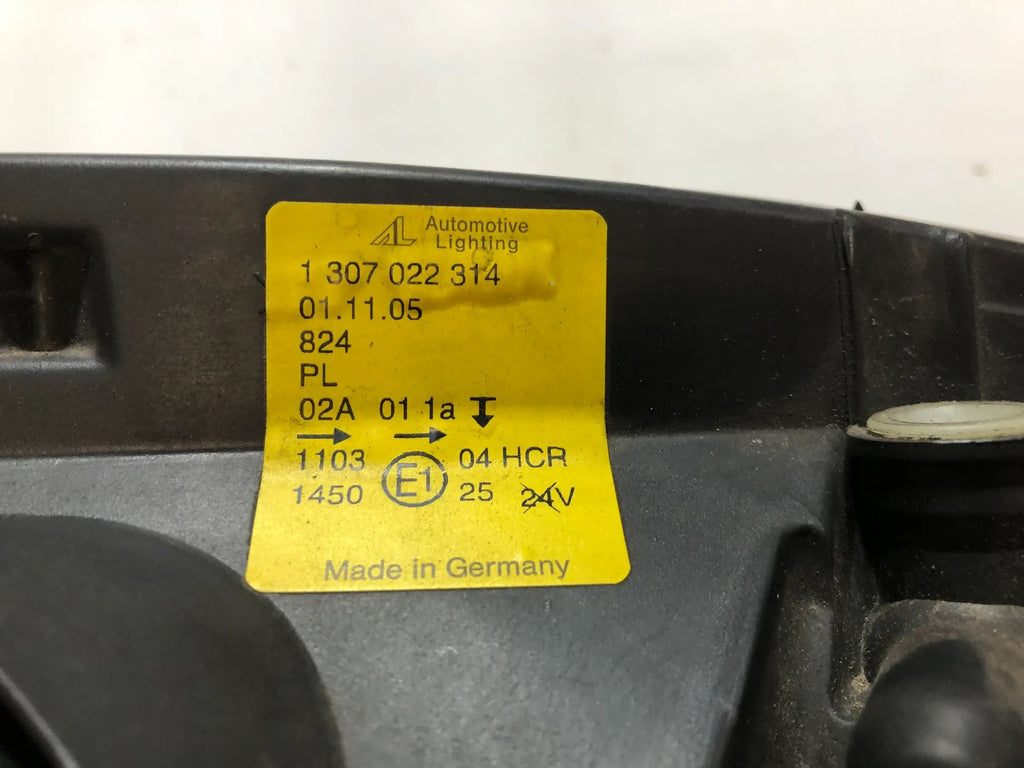 AL Automotive
Lighting
1 307 022 314
01.11.05
824
PL
02A 01 1a
1103 E1 04 HCR
1450 25 24V
Made in Germany